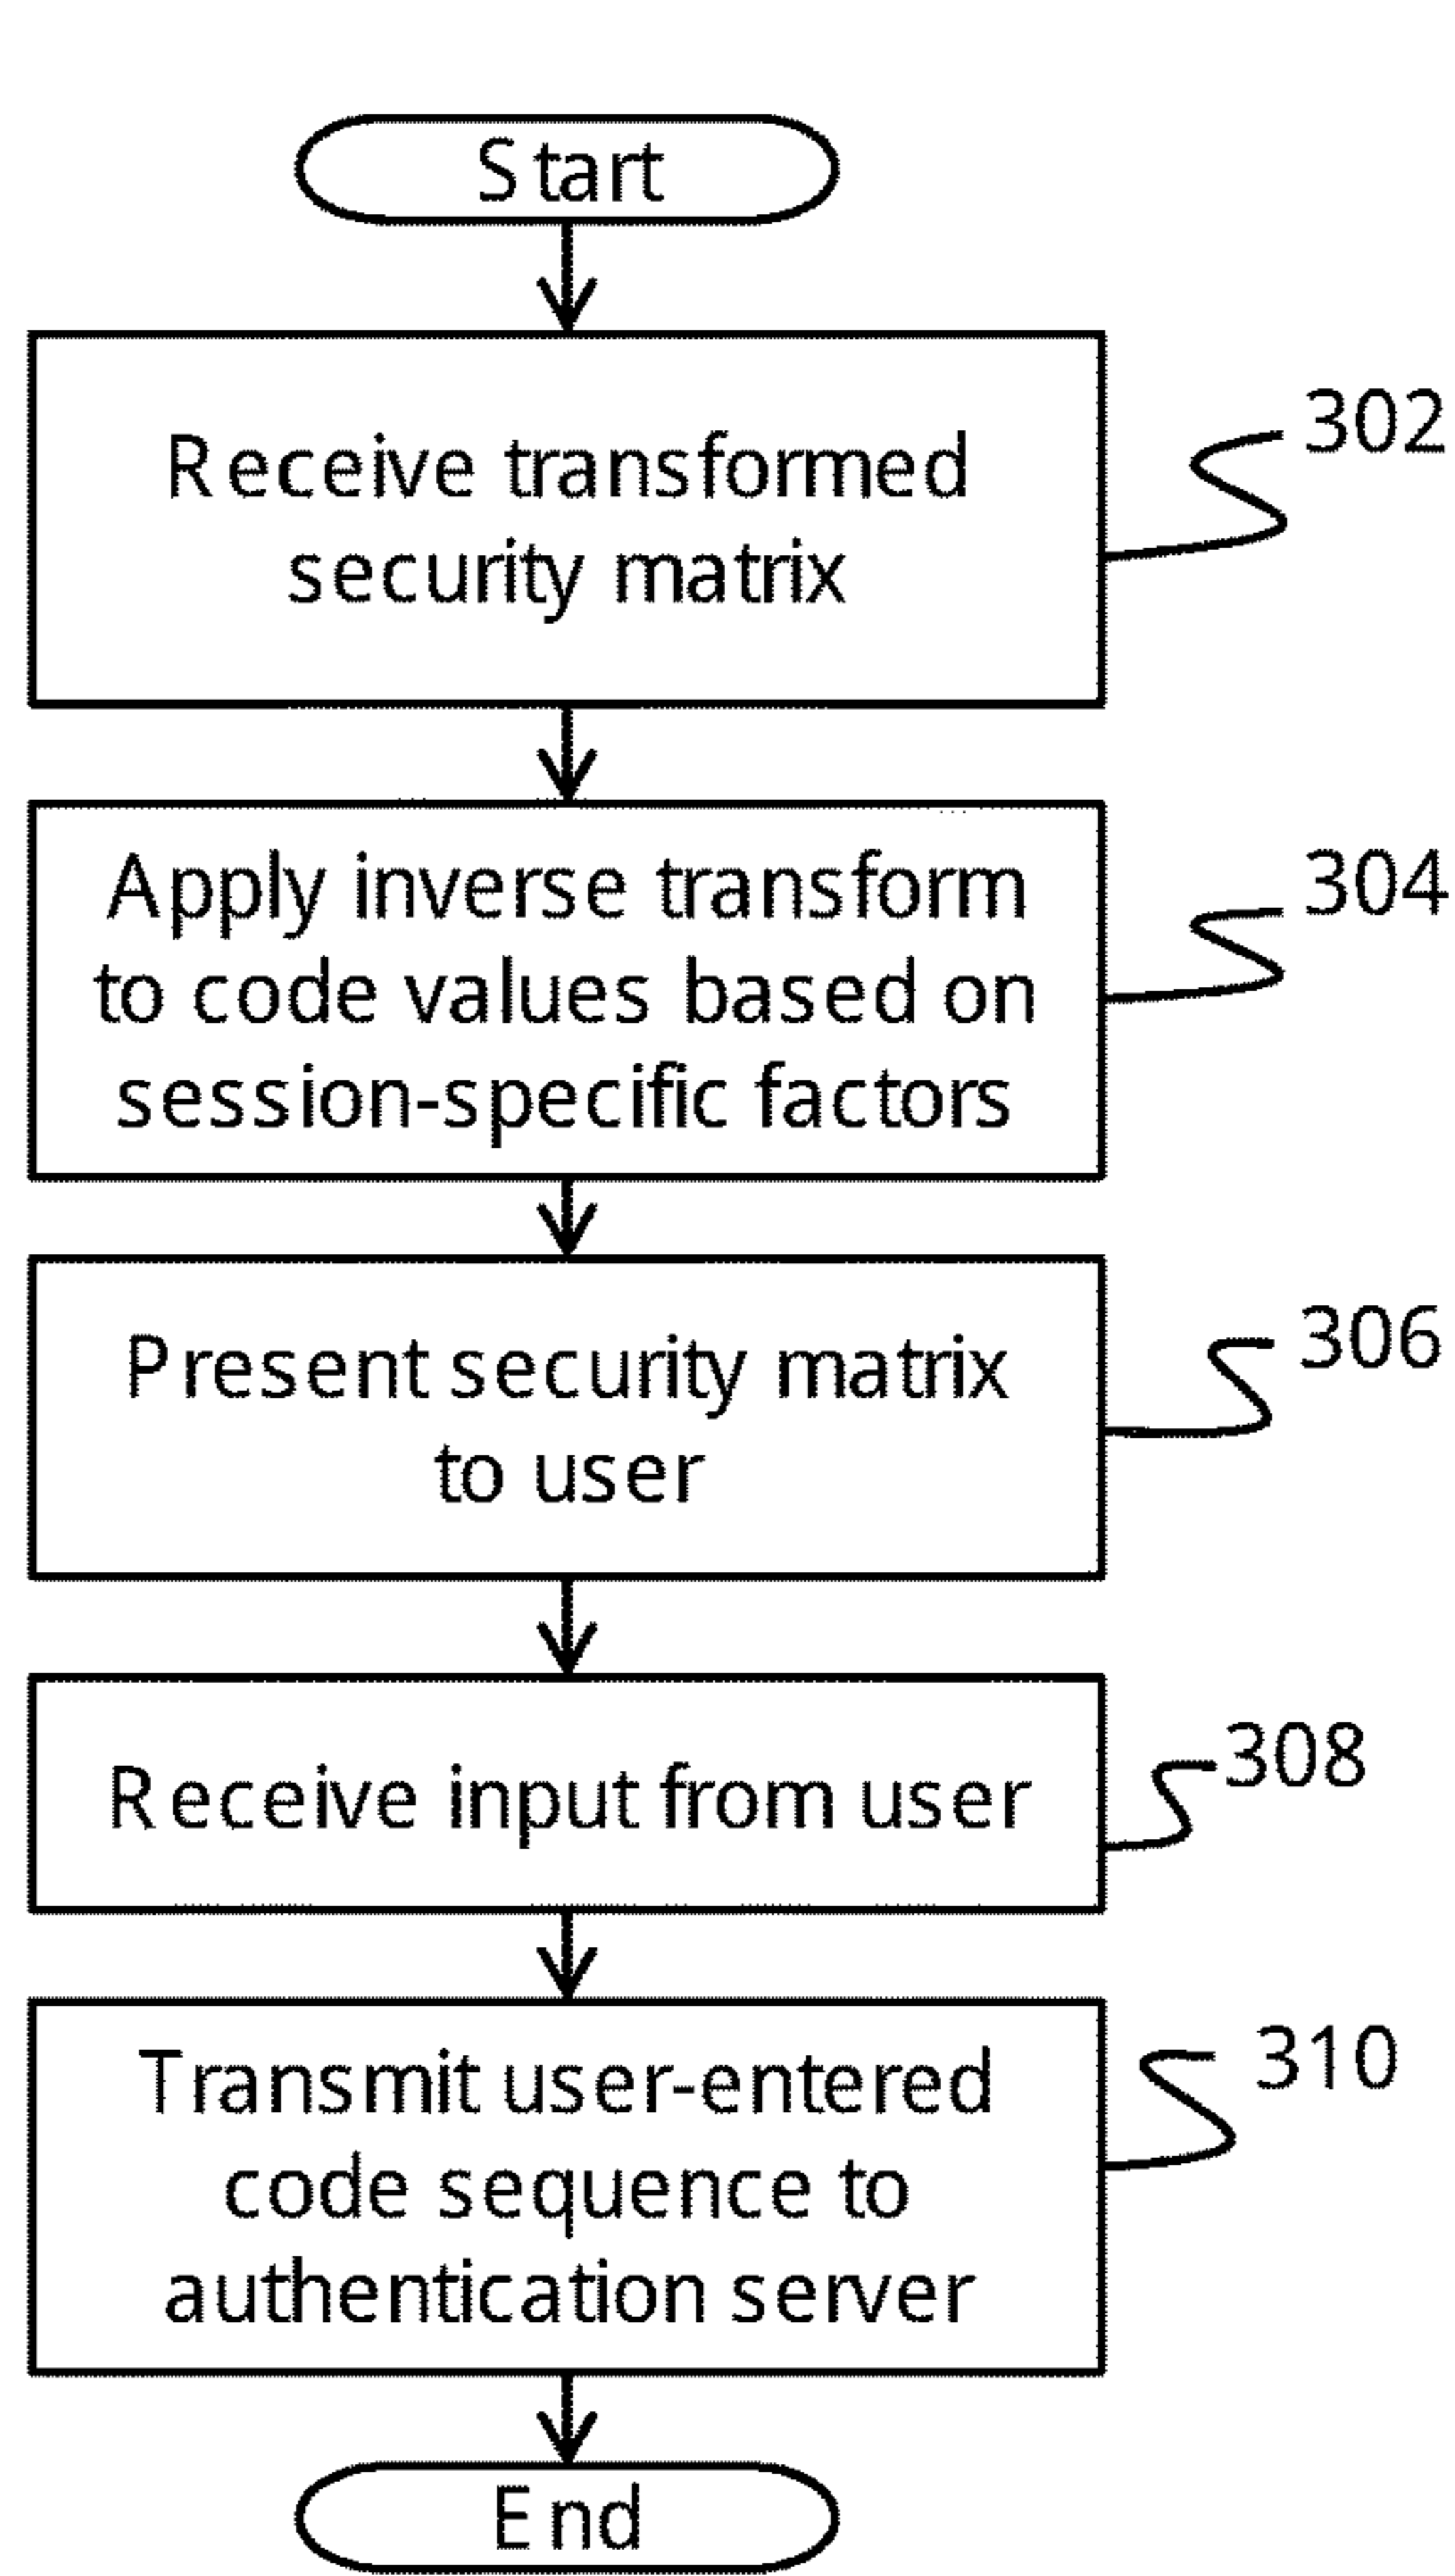 Start
Receive transformed
security matrix
302
Apply inverse transform
to code values based on
session-specific factors
304
Present security matrix
to user
306
Receive input from user
308
Transmit user-entered
code sequence to
authentication server
310
End